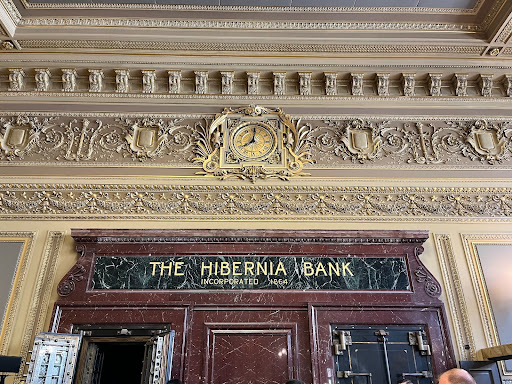 THE HIBERNIA BANK
INCORPORATED 1864